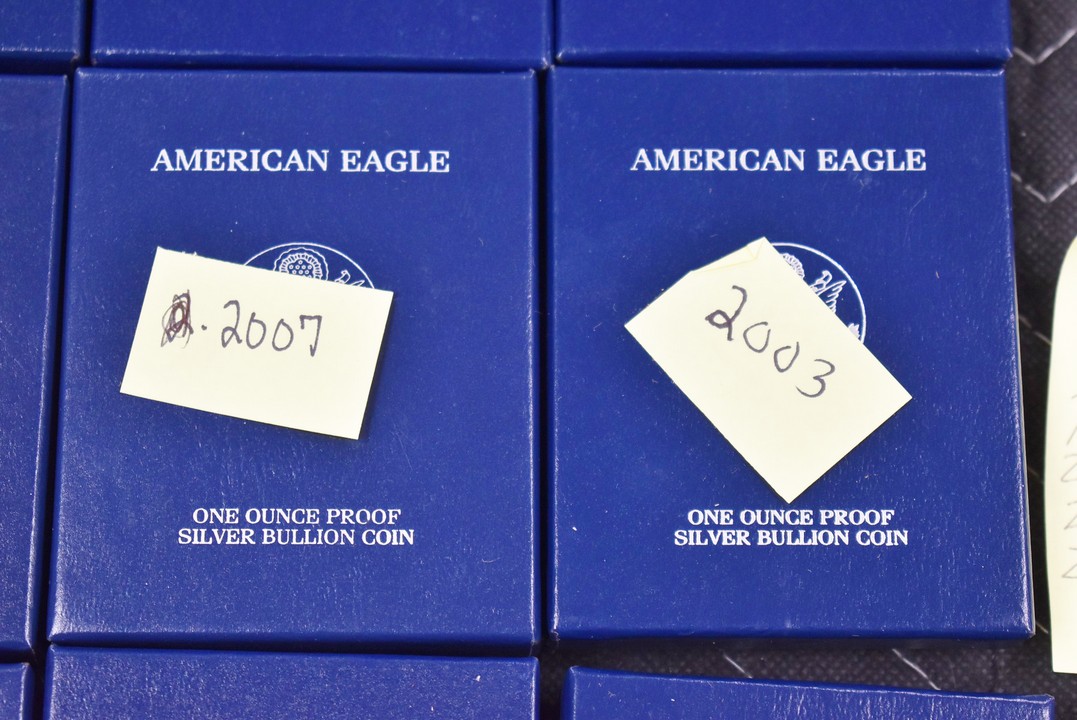 AMERICAN EAGLE
2007
ONE OUNCE PROOF
SILVER BULLION COIN
AMERICAN EAGLE
2003
ONE OUNCE PROOF
SILVER BULLION COIN